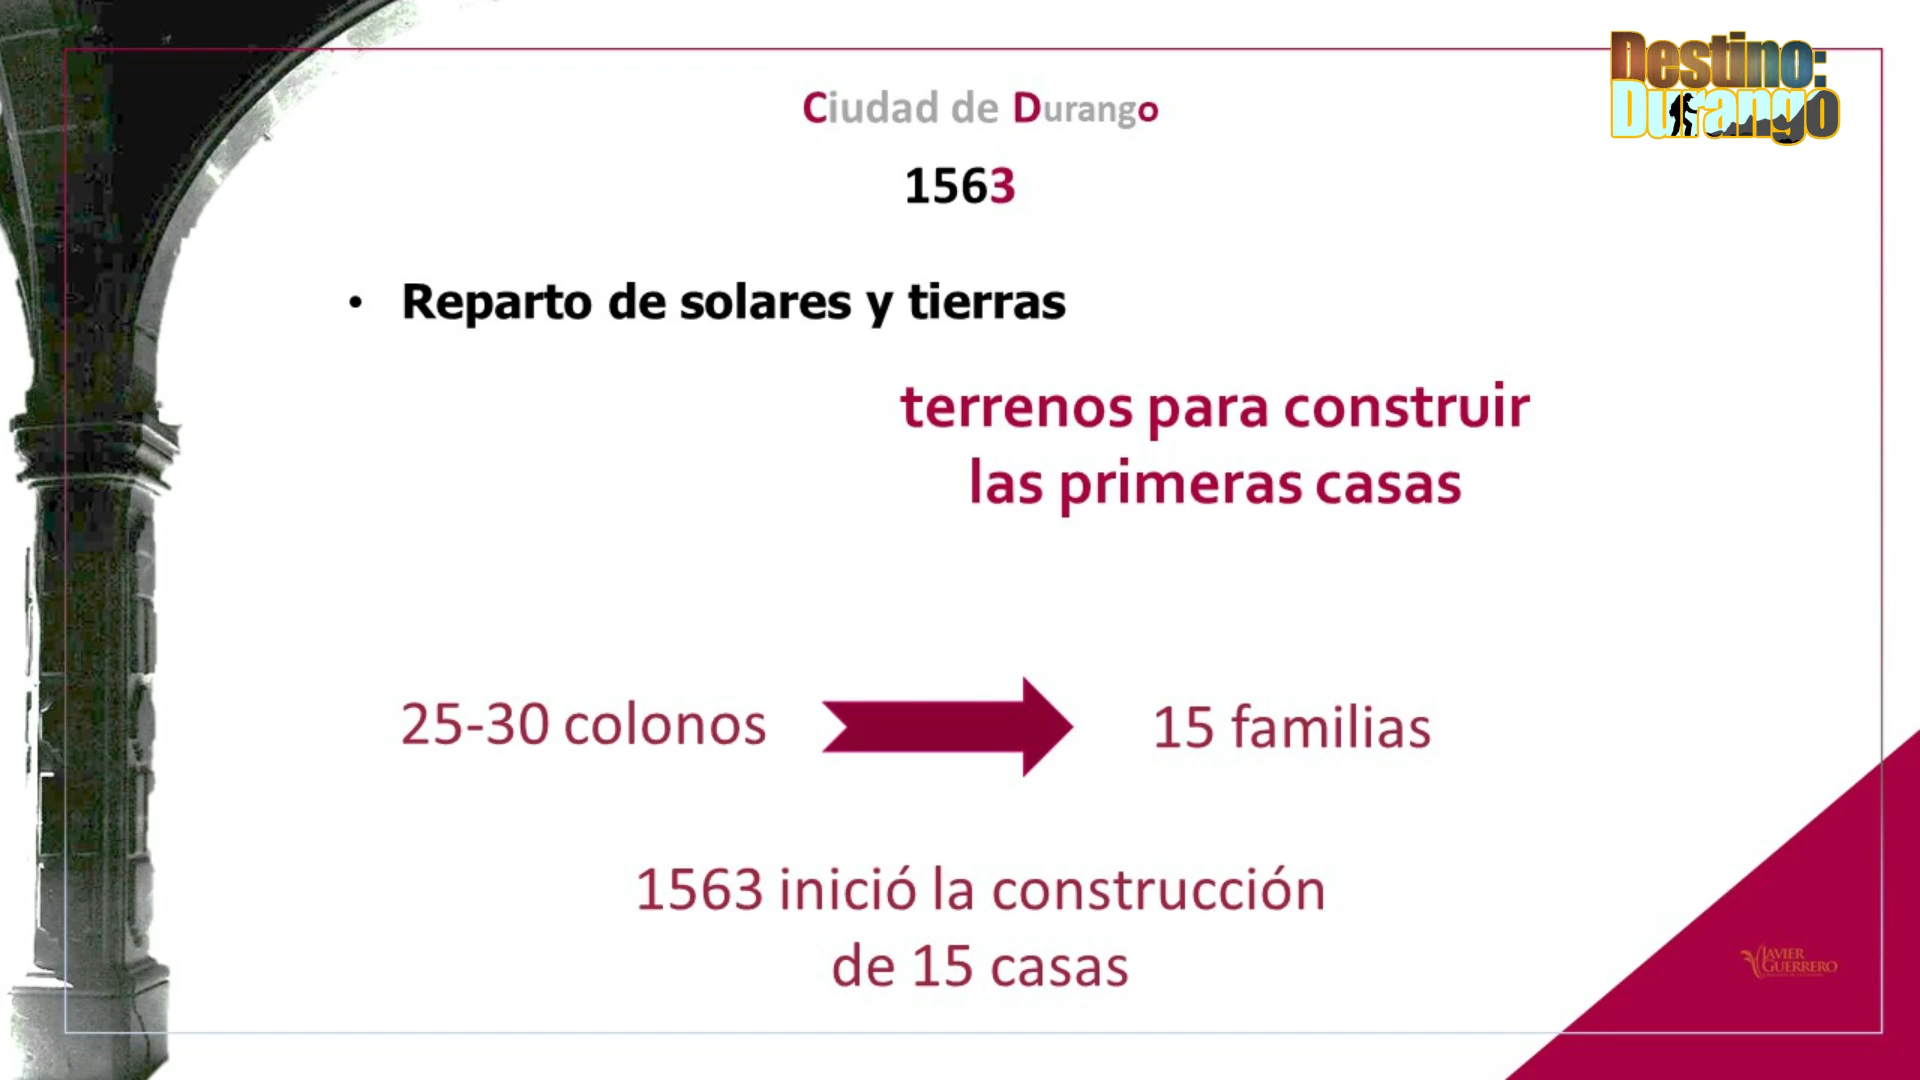 Destino:
Durango
Ciudad de Durango
1563
• Reparto de solares y tierras
terrenos para construir
las primeras casas
25-30 colonos
15 familias
1563 inició la construcción
de 15 casas
JAVIER
GUERRERO